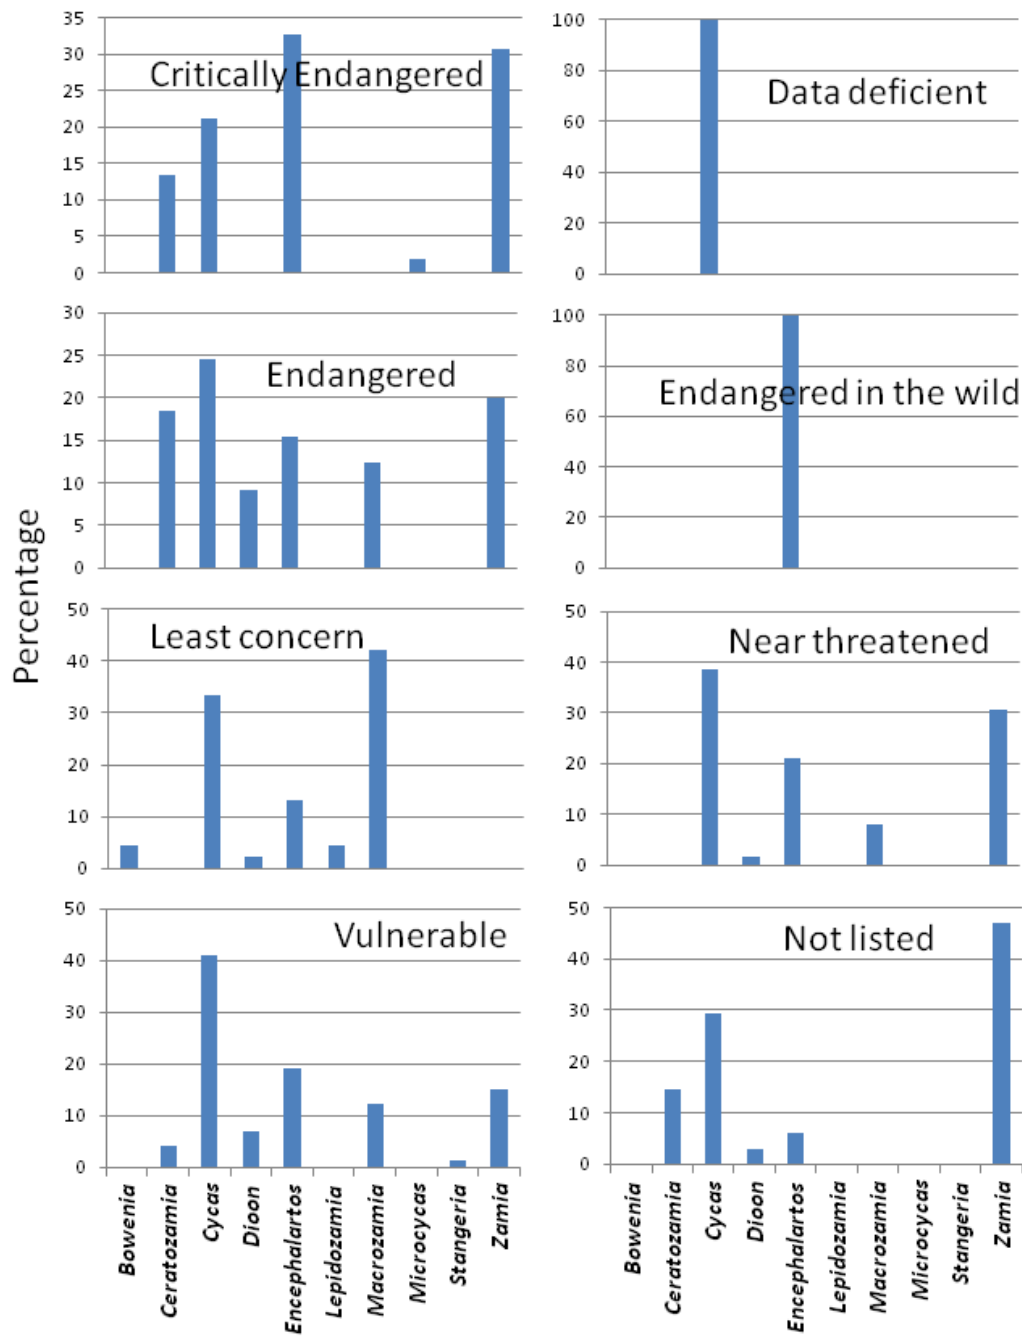 Percentage
Critically Endangered
35
30
25
20
15
10
5
0
Data deficient
100
80
60
40
20
0
Endangered
30
25
20
15
10
5
0
Endangered in the wild
100
80
60
40
20
0
Least concern
50
40
30
20
10
0
Near threatened
50
40
30
20
10
0
Vulnerable
50
40
30
20
10
0
Bowenia
Ceratozamia
Cycas
Dioon
Encephalartos
Lepidozamia
Macrozamia
Microcycas
Stangeria
Zamia
Not listed
50
40
30
20
10
0
Bowenia
Ceratozamia
Cycas
Dioon
Encephalartos
Lepidozamia
Macrozamia
Microcycas
Stangeria
Zamia